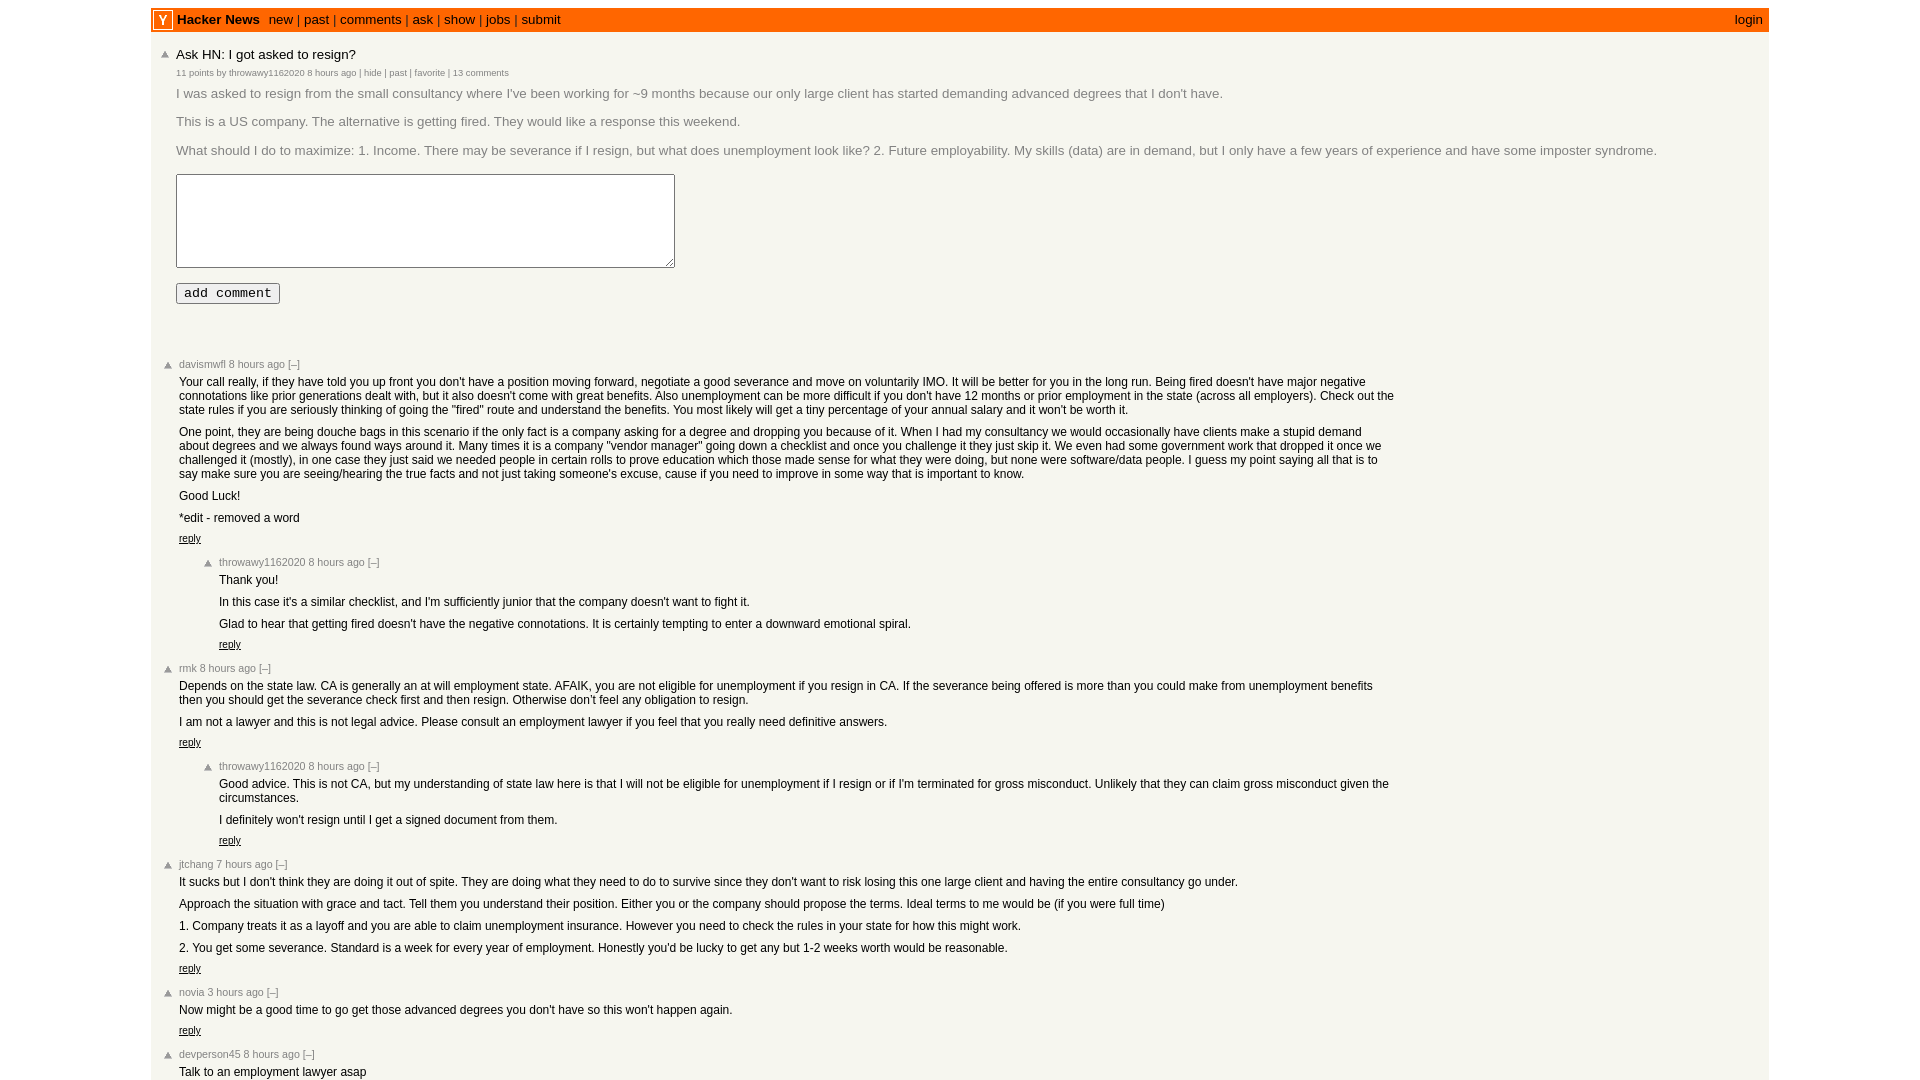 Y Hacker News new | past | comments | ask | show | jobs | submit login
Ask HN: I got asked to resign?
11 points by throwawy1162020 8 hours ago | hide | past | favorite | 13 comments
I was asked to resign from the small consultancy where I've been working for ~9 months because our only large client has started demanding advanced degrees that I don't have.
This is a US company. The alternative is getting fired. They would like a response this weekend.
What should I do to maximize: 1. Income. There may be severance if I resign, but what does unemployment look like? 2. Future employability. My skills (data) are in demand, but I only have a few years of experience and have some imposter syndrome.
add comment
davismwfl 8 hours ago [–]
Your call really, if they have told you up front you don't have a position moving forward, negotiate a good severance and move on voluntarily IMO. It will be better for you in the long run. Being fired doesn't have major negative
connotations like prior generations dealt with, but it also doesn't come with great benefits. Also unemployment can be more difficult if you don't have 12 months or prior employment in the state (across all employers). Check out the
state rules if you are seriously thinking of going the "fired" route and understand the benefits. You most likely will get a tiny percentage of your annual salary and it won't be worth it.
One point, they are being douche bags in this scenario if the only fact is a company asking for a degree and dropping you because of it. When I had my consultancy we would occasionally have clients make a stupid demand
about degrees and we always found ways around it. Many times it is a company "vendor manager" going down a checklist and once you challenge it they just skip it. We even had some government work that dropped it once we
challenged it (mostly), in one case they just said we needed people in certain rolls to prove education which those made sense for what they were doing, but none were software/data people. I guess my point saying all that is to
say make sure you are seeing/hearing the true facts and not just taking someone's excuse, cause if you need to improve in some way that is important to know.
Good Luck!
*edit - removed a word
reply
throwawy1162020 8 hours ago [–]
Thank you!
In this case it's a similar checklist, and I'm sufficiently junior that the company doesn't want to fight it.
Glad to hear that getting fired doesn't have the negative connotations. It is certainly tempting to enter a downward emotional spiral.
reply
rmk 8 hours ago [–]
Depends on the state law. CA is generally an at will employment state. AFAIK, you are not eligible for unemployment if you resign in CA. If the severance being offered is more than you could make from unemployment benefits
then you should get the severance check first and then resign. Otherwise don't feel any obligation to resign.
I am not a lawyer and this is not legal advice. Please consult an employment lawyer if you feel that you really need definitive answers.
reply
throwawy1162020 8 hours ago [–]
Good advice. This is not CA, but my understanding of state law here is that I will not be eligible for unemployment if I resign or if I'm terminated for gross misconduct. Unlikely that they can claim gross misconduct given the
circumstances.
I definitely won't resign until I get a signed document from them.
reply
jtchang 7 hours ago [–]
It sucks but I don't think they are doing it out of spite. They are doing what they need to do to survive since they don't want to risk losing this one large client and having the entire consultancy go under.
Approach the situation with grace and tact. Tell them you understand their position. Either you or the company should propose the terms. Ideal terms to me would be (if you were full time)
1. Company treats it as a layoff and you are able to claim unemployment insurance. However you need to check the rules in your state for how this might work.
2. You get some severance. Standard is a week for every year of employment. Honestly you'd be lucky to get any but 1-2 weeks worth would be reasonable.
reply
novia 3 hours ago [–]
Now might be a good time to go get those advanced degrees you don't have so this won't happen again.
reply
devperson45 8 hours ago [–]
Talk to an employment lawyer asap